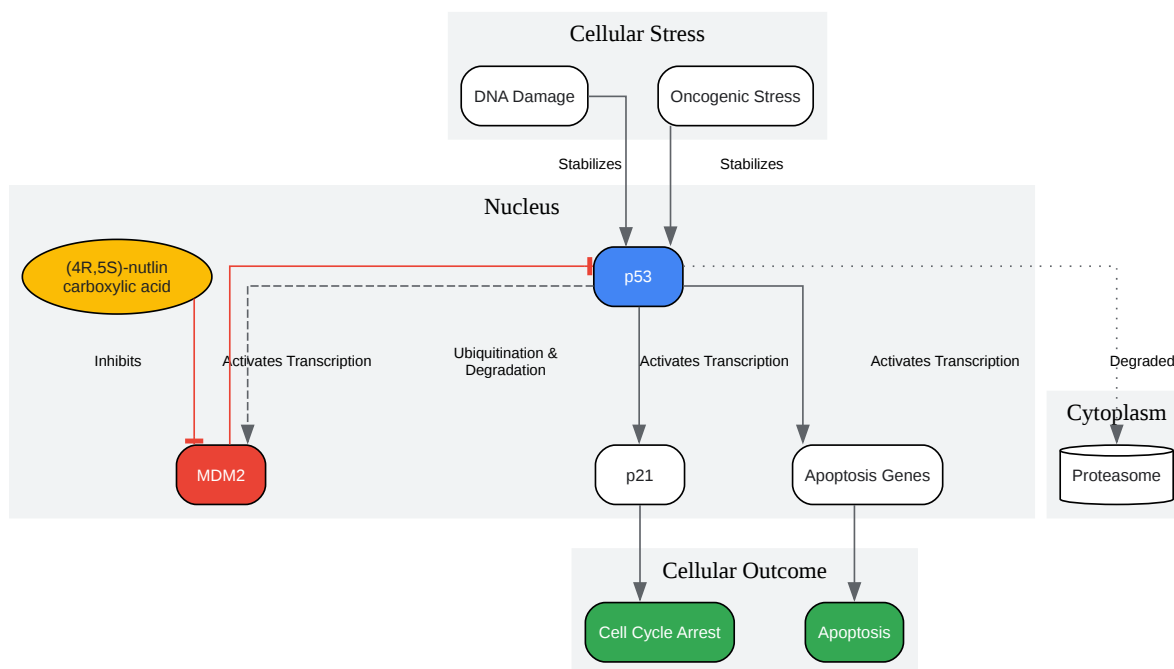 Cellular Stress
DNA Damage
Oncogenic Stress
Stabilizes
Stabilizes
Nucleus
(4R,5S)-nutlin
carboxylic acid
p53
Inhibits
Activates Transcription
Ubiquitination &
Degradation
Activates Transcription
Activates Transcription
Degraded
Cytoplasm
MDM2
p21
Apoptosis Genes
Proteasome
Cellular Outcome
Cell Cycle Arrest
Apoptosis